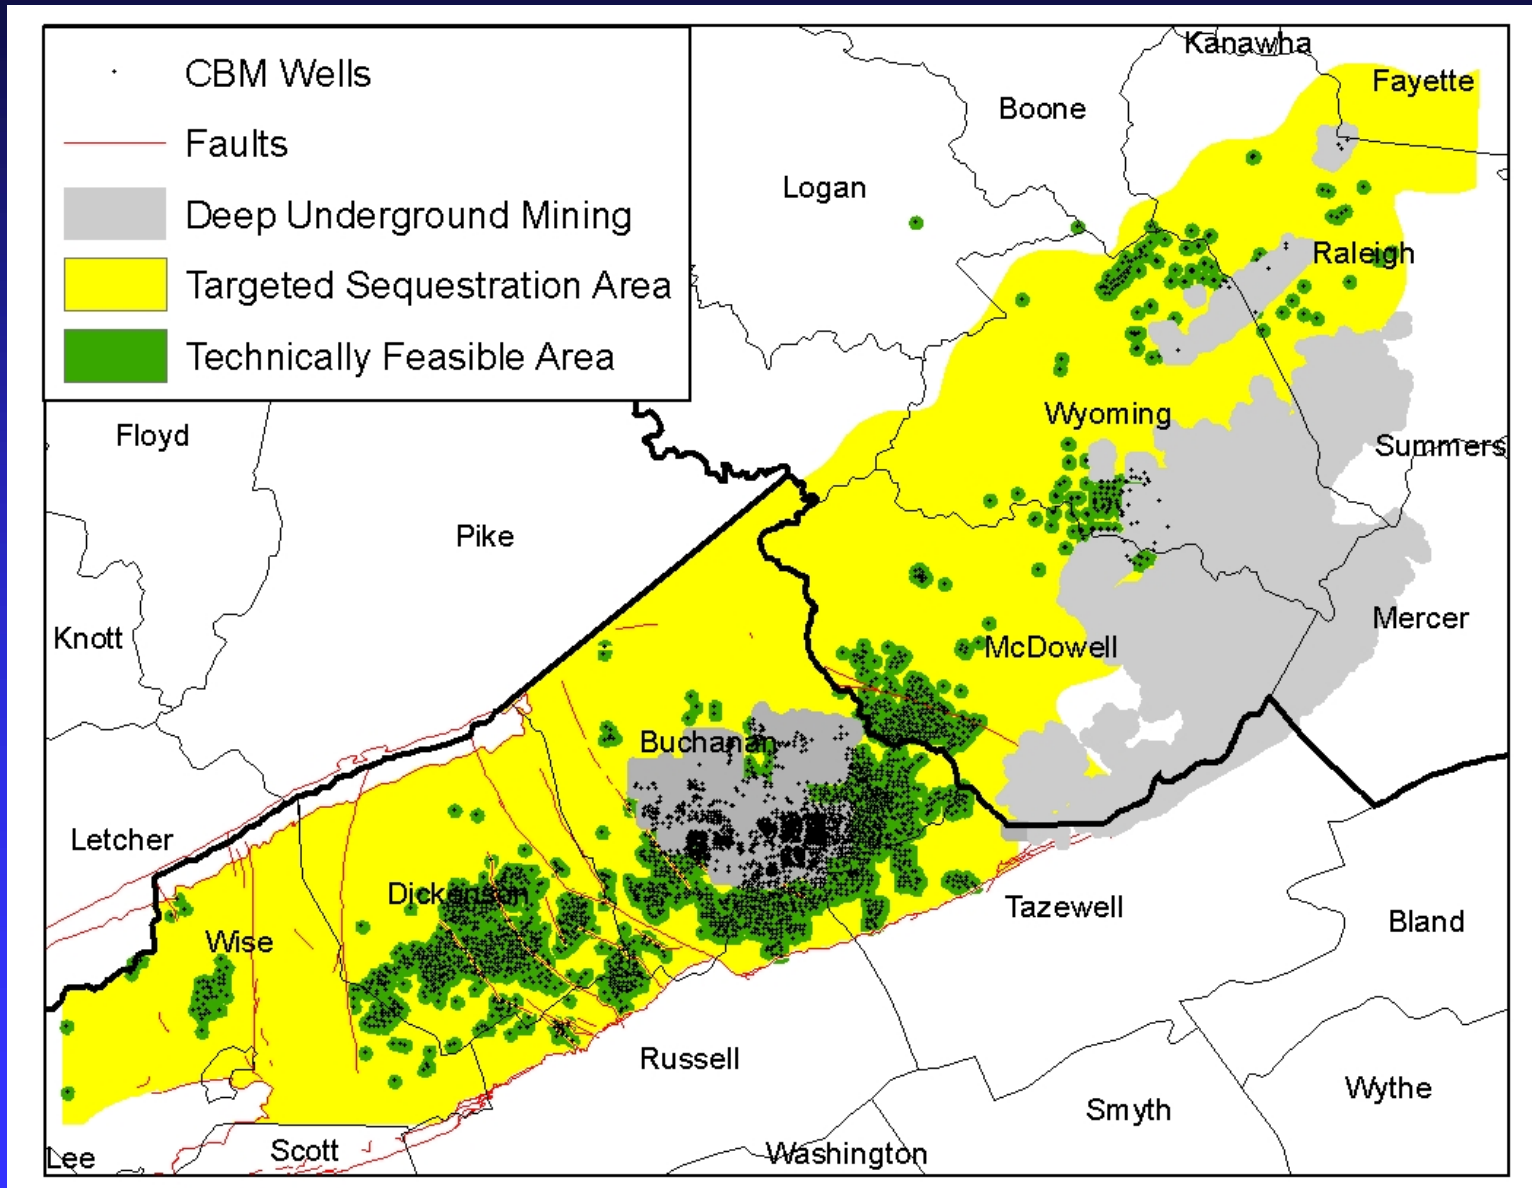 CBM Wells
Faults
Deep Underground Mining
Targeted Sequestration Area
Technically Feasible Area
Kanawha
Fayette
Boone
Logan
Raleigh
Wyoming
Floyd
Summers
Pike
Knott
McDowell
Mercer
Buchanan
Letcher
Dickenson
Tazewell
Bland
Wise
Russell
Wythe
Smyth
Scott
Washington
Lee